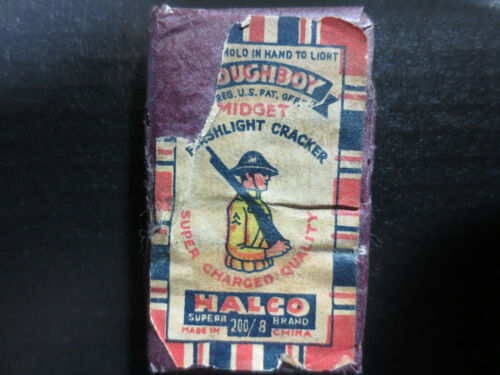 HOLD IN HAND TO LIGHT
OUGHBOY
REG. U.S. PAT. OFF.
MIDGET
FLASHLIGHT CRACKER
SUPER CHARGED QUALITY
HALCO
SUPERB 200/8 BRAND
MADE IN CHINA